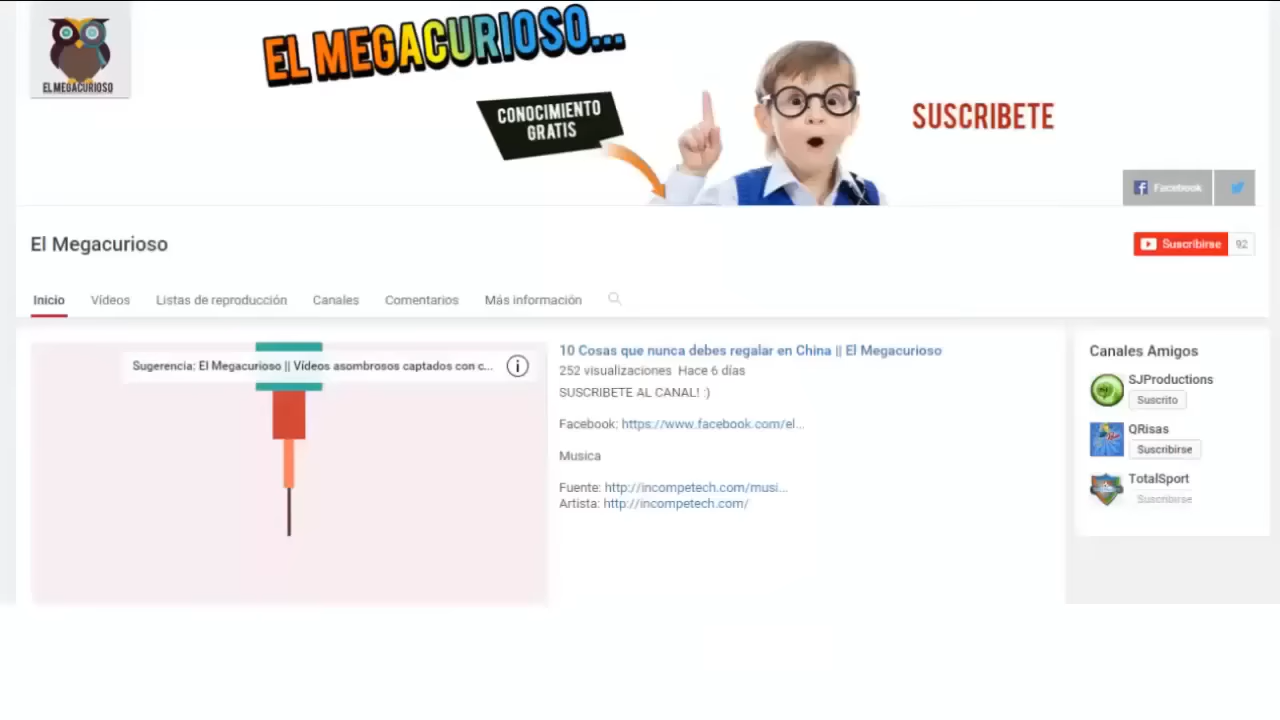 EL MEGACURIOSO
EL MEGACURIOSO...
CONOCIMIENTO
GRATIS
SUSCRIBETE
Facebook
El Megacurioso
Suscribirse 92
Inicio Vídeos Listas de reproducción Canales Comentarios Más información
Sugerencia: El Megacurioso || Vídeos asombrosos captados con c...
10 Cosas que nunca debes regalar en China || El Megacurioso
252 visualizaciones Hace 6 días
SUSCRIBETE AL CANAL! :)
Facebook: https://www.facebook.com/el...
Musica
Fuente: http://incompetech.com/musi...
Artista: http://incompetech.com/
Canales Amigos
SJProductions
Suscrito
QRisas
Suscribirse
TotalSport
Suscribirse